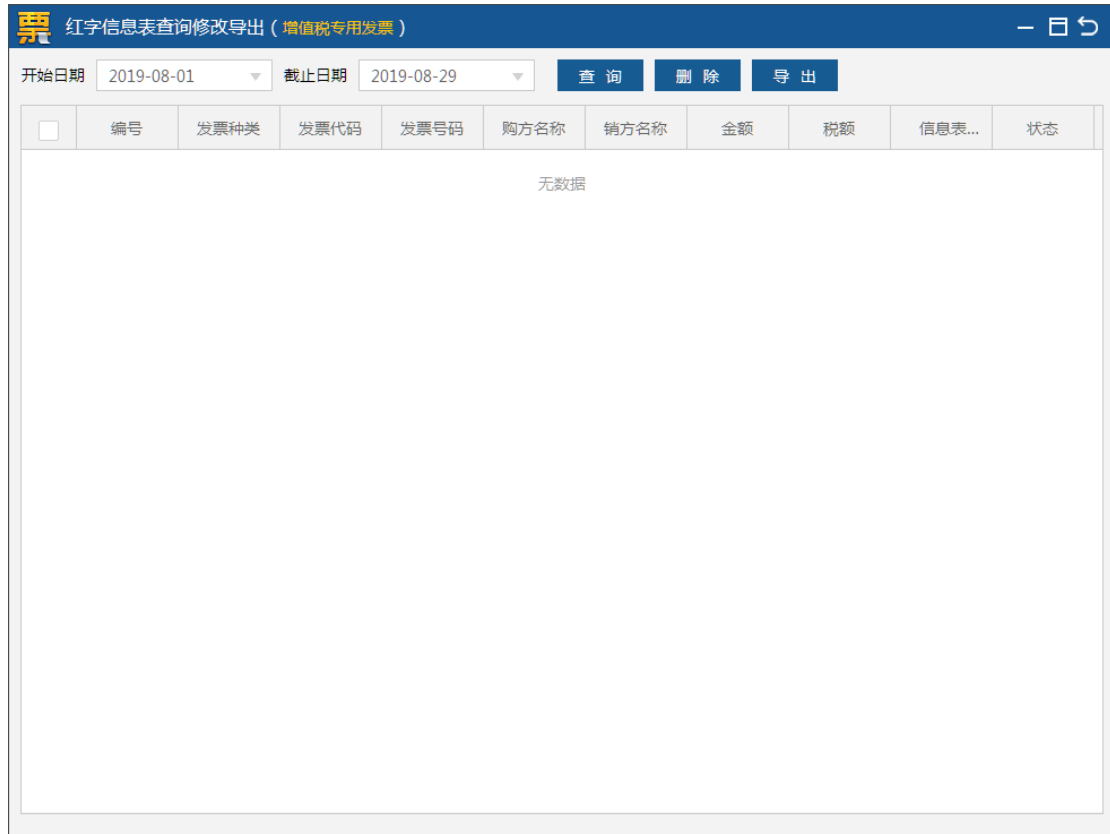 票 红字信息表查询修改导出(增值税专用发票)
开始日期 2019-08-01 截止日期 2019-08-29 查 询 删 除 导 出
编号 发票种类 发票代码 发票号码 购方名称 销方名称 金额 税额 信息表... 状态
无数据